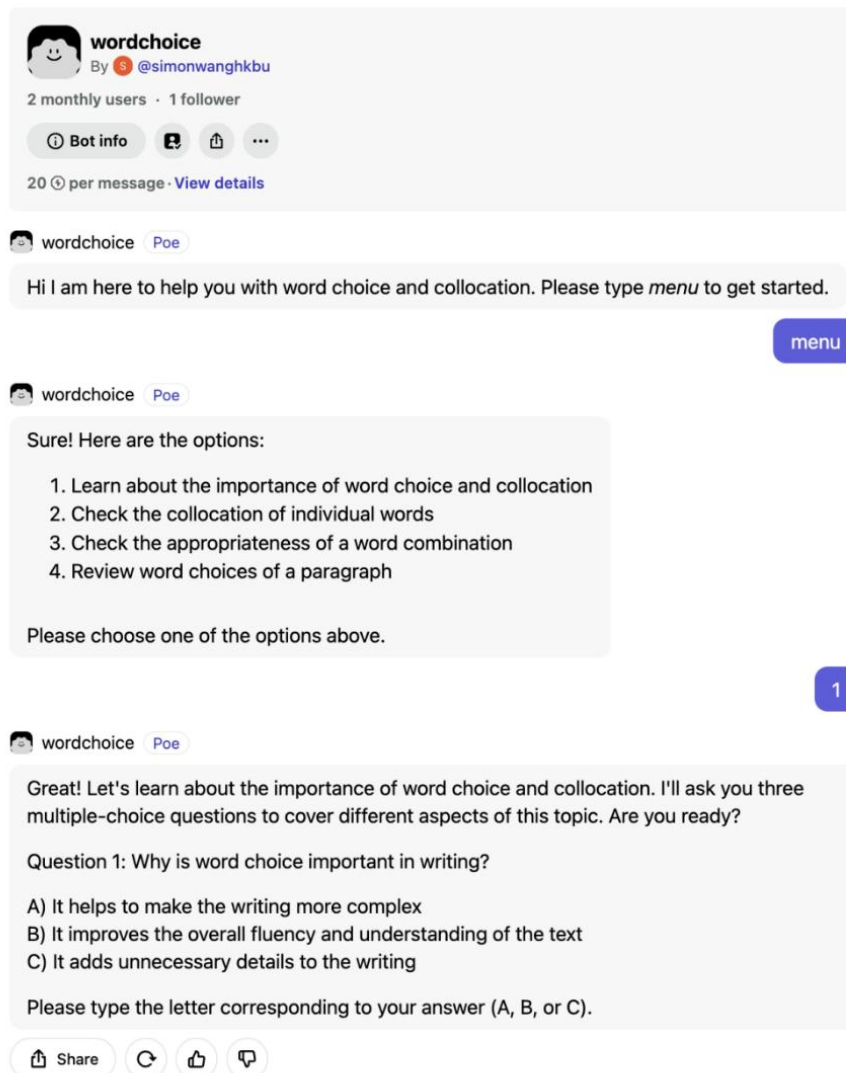 wordchoice
By S @simonwanghkbu
2 monthly users · 1 follower
Bot info
20 per message · View details
wordchoice Poe
Hi I am here to help you with word choice and collocation. Please type menu to get started.
menu
wordchoice Poe
Sure! Here are the options:
1. Learn about the importance of word choice and collocation
2. Check the collocation of individual words
3. Check the appropriateness of a word combination
4. Review word choices of a paragraph
Please choose one of the options above.
1
wordchoice Poe
Great! Let's learn about the importance of word choice and collocation. I'll ask you three
multiple-choice questions to cover different aspects of this topic. Are you ready?
Question 1: Why is word choice important in writing?
A) It helps to make the writing more complex
B) It improves the overall fluency and understanding of the text
C) It adds unnecessary details to the writing
Please type the letter corresponding to your answer (A, B, or C).
Share